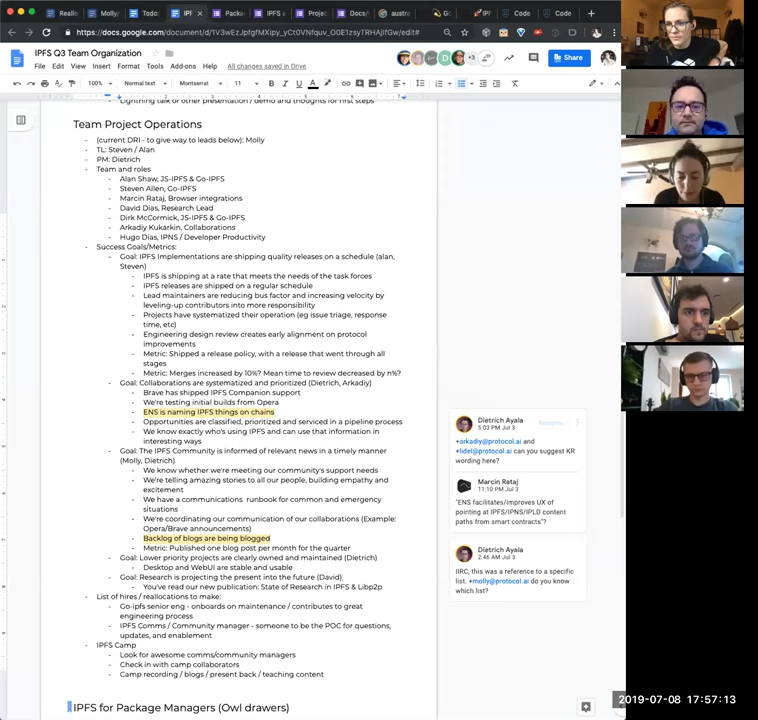 Realii
Molly/
Todo:
IPF
Packa
IPFS ii
Projec
Docs/
austra
Go
IPF
Code
Code
https://docs.google.com/document/d/1V3wEzJpfgfMXipy_yCt0VNfquv_O0E1zsyTRHAjIfGw/edit#
IPFS Q3 Team Organization
File Edit View Insert Format Tools Add-ons Help All changes saved in Drive
+3
Share
100% Normal text Montserrat 11
Lightning talk or other presentation / demo and thoughts for first steps
Team Project Operations
- (current DRI - to give way to leads below): Molly
- TL: Steven / Alan
- PM: Dietrich
- Team and roles
- Alan Shaw, JS-IPFS & Go-IPFS
- Steven Allen, Go-IPFS
- Marcin Rataj, Browser integrations
- David Dias, Research Lead
- Dirk McCormick, JS-IPFS & Go-IPFS
- Arkadiy Kukarkin, Collaborations
- Hugo Dias, IPNS / Developer Productivity
- Success Goals/Metrics:
- Goal: IPFS Implementations are shipping quality releases on a schedule (alan,
Steven)
- IPFS is shipping at a rate that meets the needs of the task forces
- IPFS releases are shipped on a regular schedule
- Lead maintainers are reducing bus factor and increasing velocity by
leveling-up contributors into more responsibility
- Projects have systematized their operation (eg issue triage, response
time, etc)
- Engineering design review creates early alignment on protocol
improvements
- Metric: Shipped a release policy, with a release that went through all
stages
- Metric: Merges increased by 10%? Mean time to review decreased by n%?
- Goal: Collaborations are systematized and prioritized (Dietrich, Arkadiy)
- Brave has shipped IPFS Companion support
- We're testing initial builds from Opera
- ENS is naming IPFS things on chains
- Opportunities are classified, prioritized and serviced in a pipeline process
- We know exactly who's using IPFS and can use that information in
interesting ways
- Goal: The IPFS Community is informed of relevant news in a timely manner
(Molly, Dietrich)
- We know whether we're meeting our community's support needs
- We're telling amazing stories to all our people, building empathy and
excitement
- We have a communications runbook for common and emergency
situations
- We're coordinating our communication of our collaborations (Example:
Opera/Brave announcements)
- Backlog of blogs are being blogged
- Metric: Published one blog post per month for the quarter
- Goal: Lower priority projects are clearly owned and maintained (Dietrich)
- Desktop and WebUI are stable and usable
- Goal: Research is projecting the present into the future (David)
- You've read our new publication: State of Research in IPFS & Libp2p
- List of hires / reallocations to make:
- Go-ipfs senior eng - onboards on maintenance / contributes to great
engineering process
- IPFS Comms / Community manager - someone to be the POC for questions,
updates, and enablement
- IPFS Camp
- Look for awesome comms/community managers
- Check in with camp collaborators
- Camp recording / blogs / present back / teaching content
IPFS for Package Managers (Owl drawers)
Dietrich Ayala
5:03 PM Jul 3
+arkadiy@protocol.ai and
+lidel@protocol.ai can you suggest KR
wording here?
Marcin Rataj
11:10 PM Jul 3
"ENS facilitates/improves UX of
pointing at IPFS/IPNS/IPLD content
paths from smart contracts"?
Dietrich Ayala
2:46 AM Jul 3
IIRC, this was a reference to a specific
list. +molly@protocol.ai do you know
which list?
2019-07-08 17:57:13